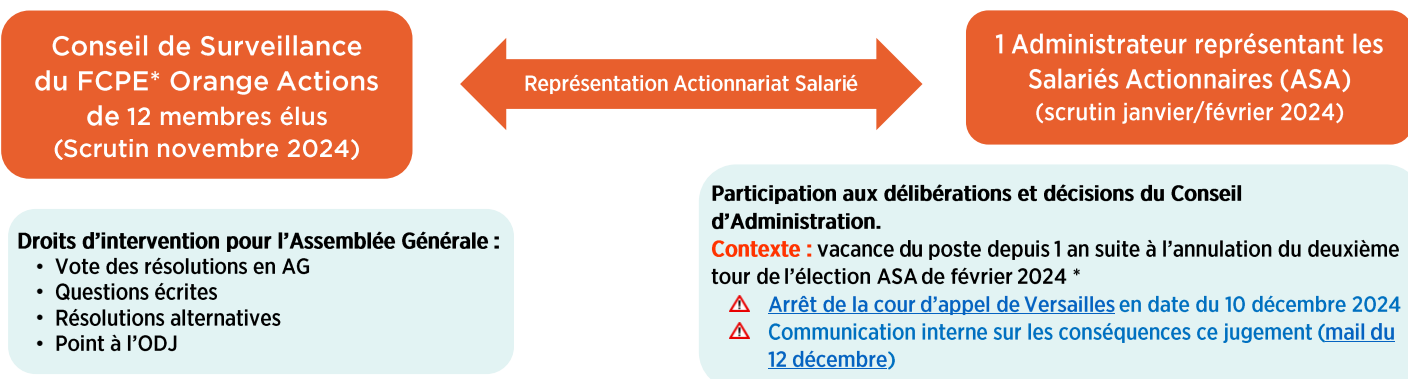 Conseil de Surveillance
du FCPE* Orange Actions
de 12 membres élus
(Scrutin novembre 2024)
Représentation Actionnariat Salarié
1 Administrateur représentant les
Salariés Actionnaires (ASA)
(scrutin janvier/février 2024)
Droits d'intervention pour l'Assemblée Générale :
• Vote des résolutions en AG
• Questions écrites
• Résolutions alternatives
• Point à l'ODJ
Participation aux délibérations et décisions du Conseil
d'Administration.
Contexte : vacance du poste depuis 1 an suite à l'annulation du deuxième
tour de l'élection ASA de février 2024 *
⚠ Arrêt de la cour d'appel de Versailles en date du 10 décembre 2024
⚠ Communication interne sur les conséquences ce jugement (mail du
12 décembre)